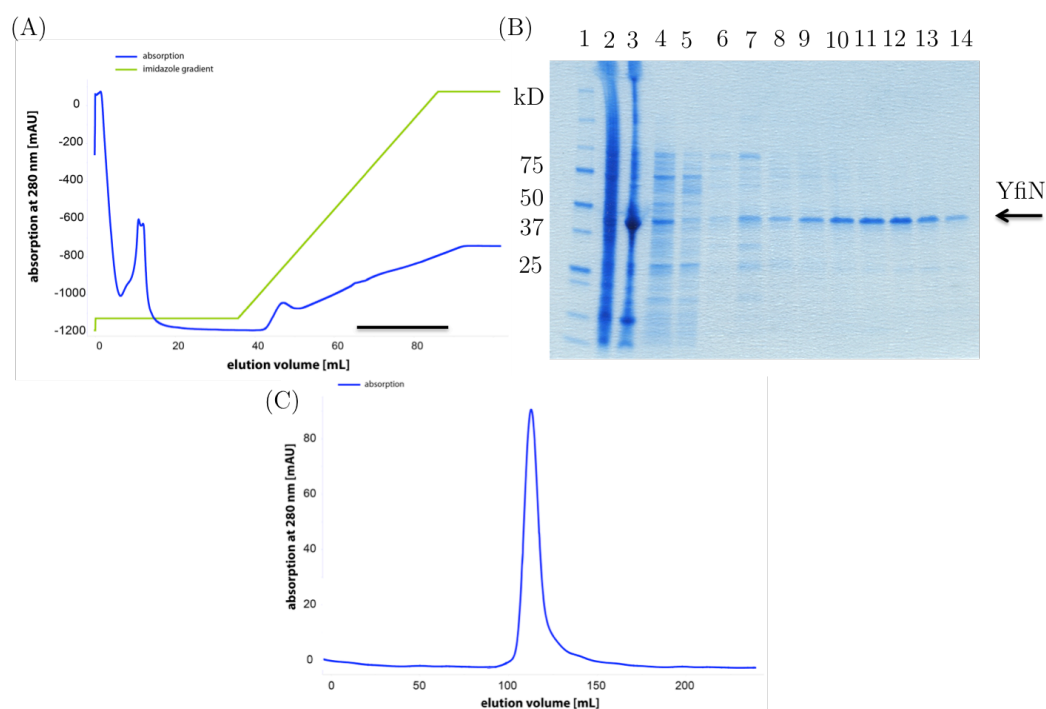 (A)
absorption
imidazole gradient
absorption at 280 nm [mAU]
0
-200
-400
-600
-800
-1000
-1200
0 20 40 60 80
elution volume [mL]
(B)
1 2 3 4 5 6 7 8 9 10 11 12 13 14
kD
75
50
37
25
YfiN
(C)
absorption
absorption at 280 nm [mAU]
80
60
40
20
0
0 50 100 150 200
elution volume [mL]